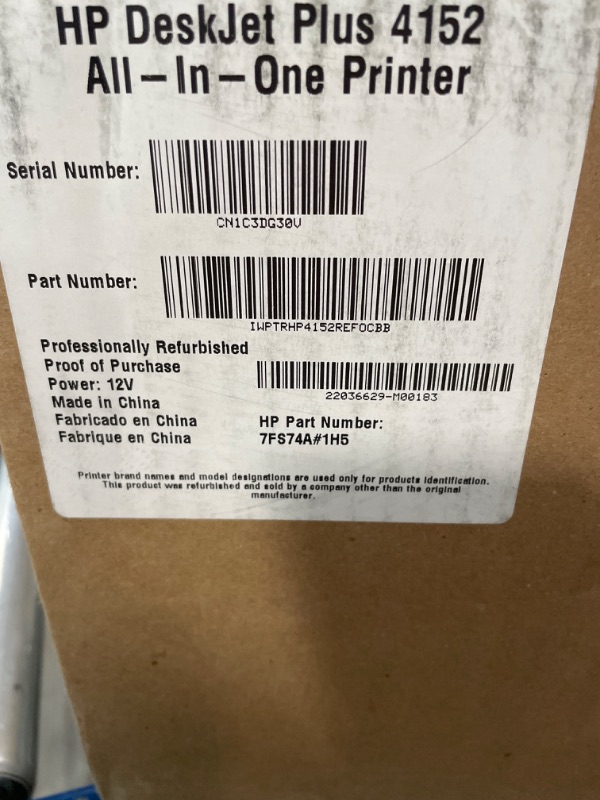 HP DeskJet Plus 4152
All-In-One Printer
Serial Number:
CN1C3DG30V
Part Number:
IWPTRHP4152REFOCBB
Professionally Refurbished
Proof of Purchase
Power: 12V
22036629-M00183
Made in China
Fabricado en China
HP Part Number:
Fabrique en China
7FS74A#1H5
Printer brand names and model designations are used only for products identification.
This product was refurbished and sold by a company other than the original
manufacturer.